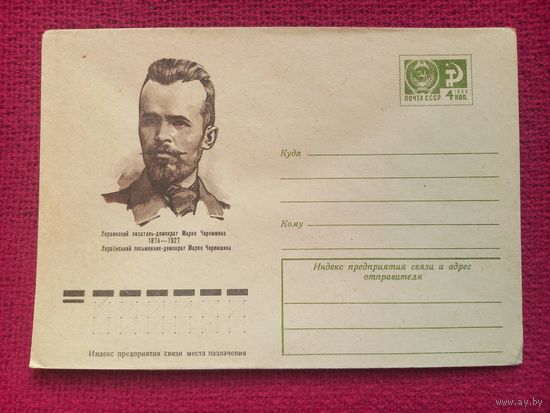 ПОЧТА СССР
1966
4 КОП.
Украинский писатель-демократ Марко Черемшина
1874—1927
Український письменник-демократ Марко Черемшина
Куда
Кому
Индекс предприятия связи и адрес
отправителя
Индекс предприятия связи места назначения
www.ay.by